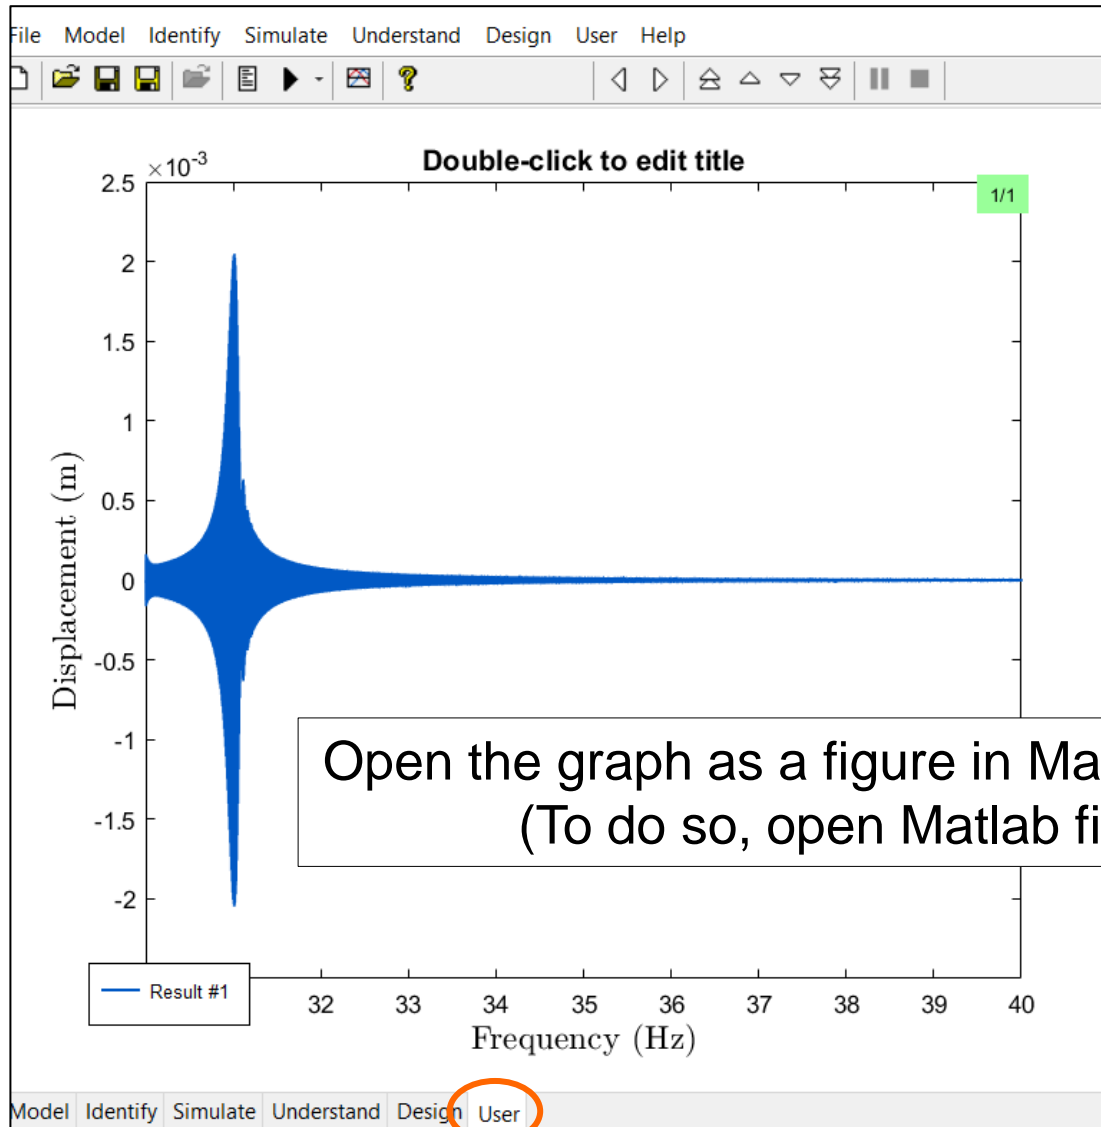 File Model Identify Simulate Understand Design User Help
Double-click to edit title
×10-3
1/1
2.5
2
1.5
1
0.5
0
-0.5
-1
-1.5
-2
Displacement (m)
Open the graph as a figure in Ma
(To do so, open Matlab fi
Result #1
32 33 34 35 36 37 38 39 40
Frequency (Hz)
Model Identify Simulate Understand Design User